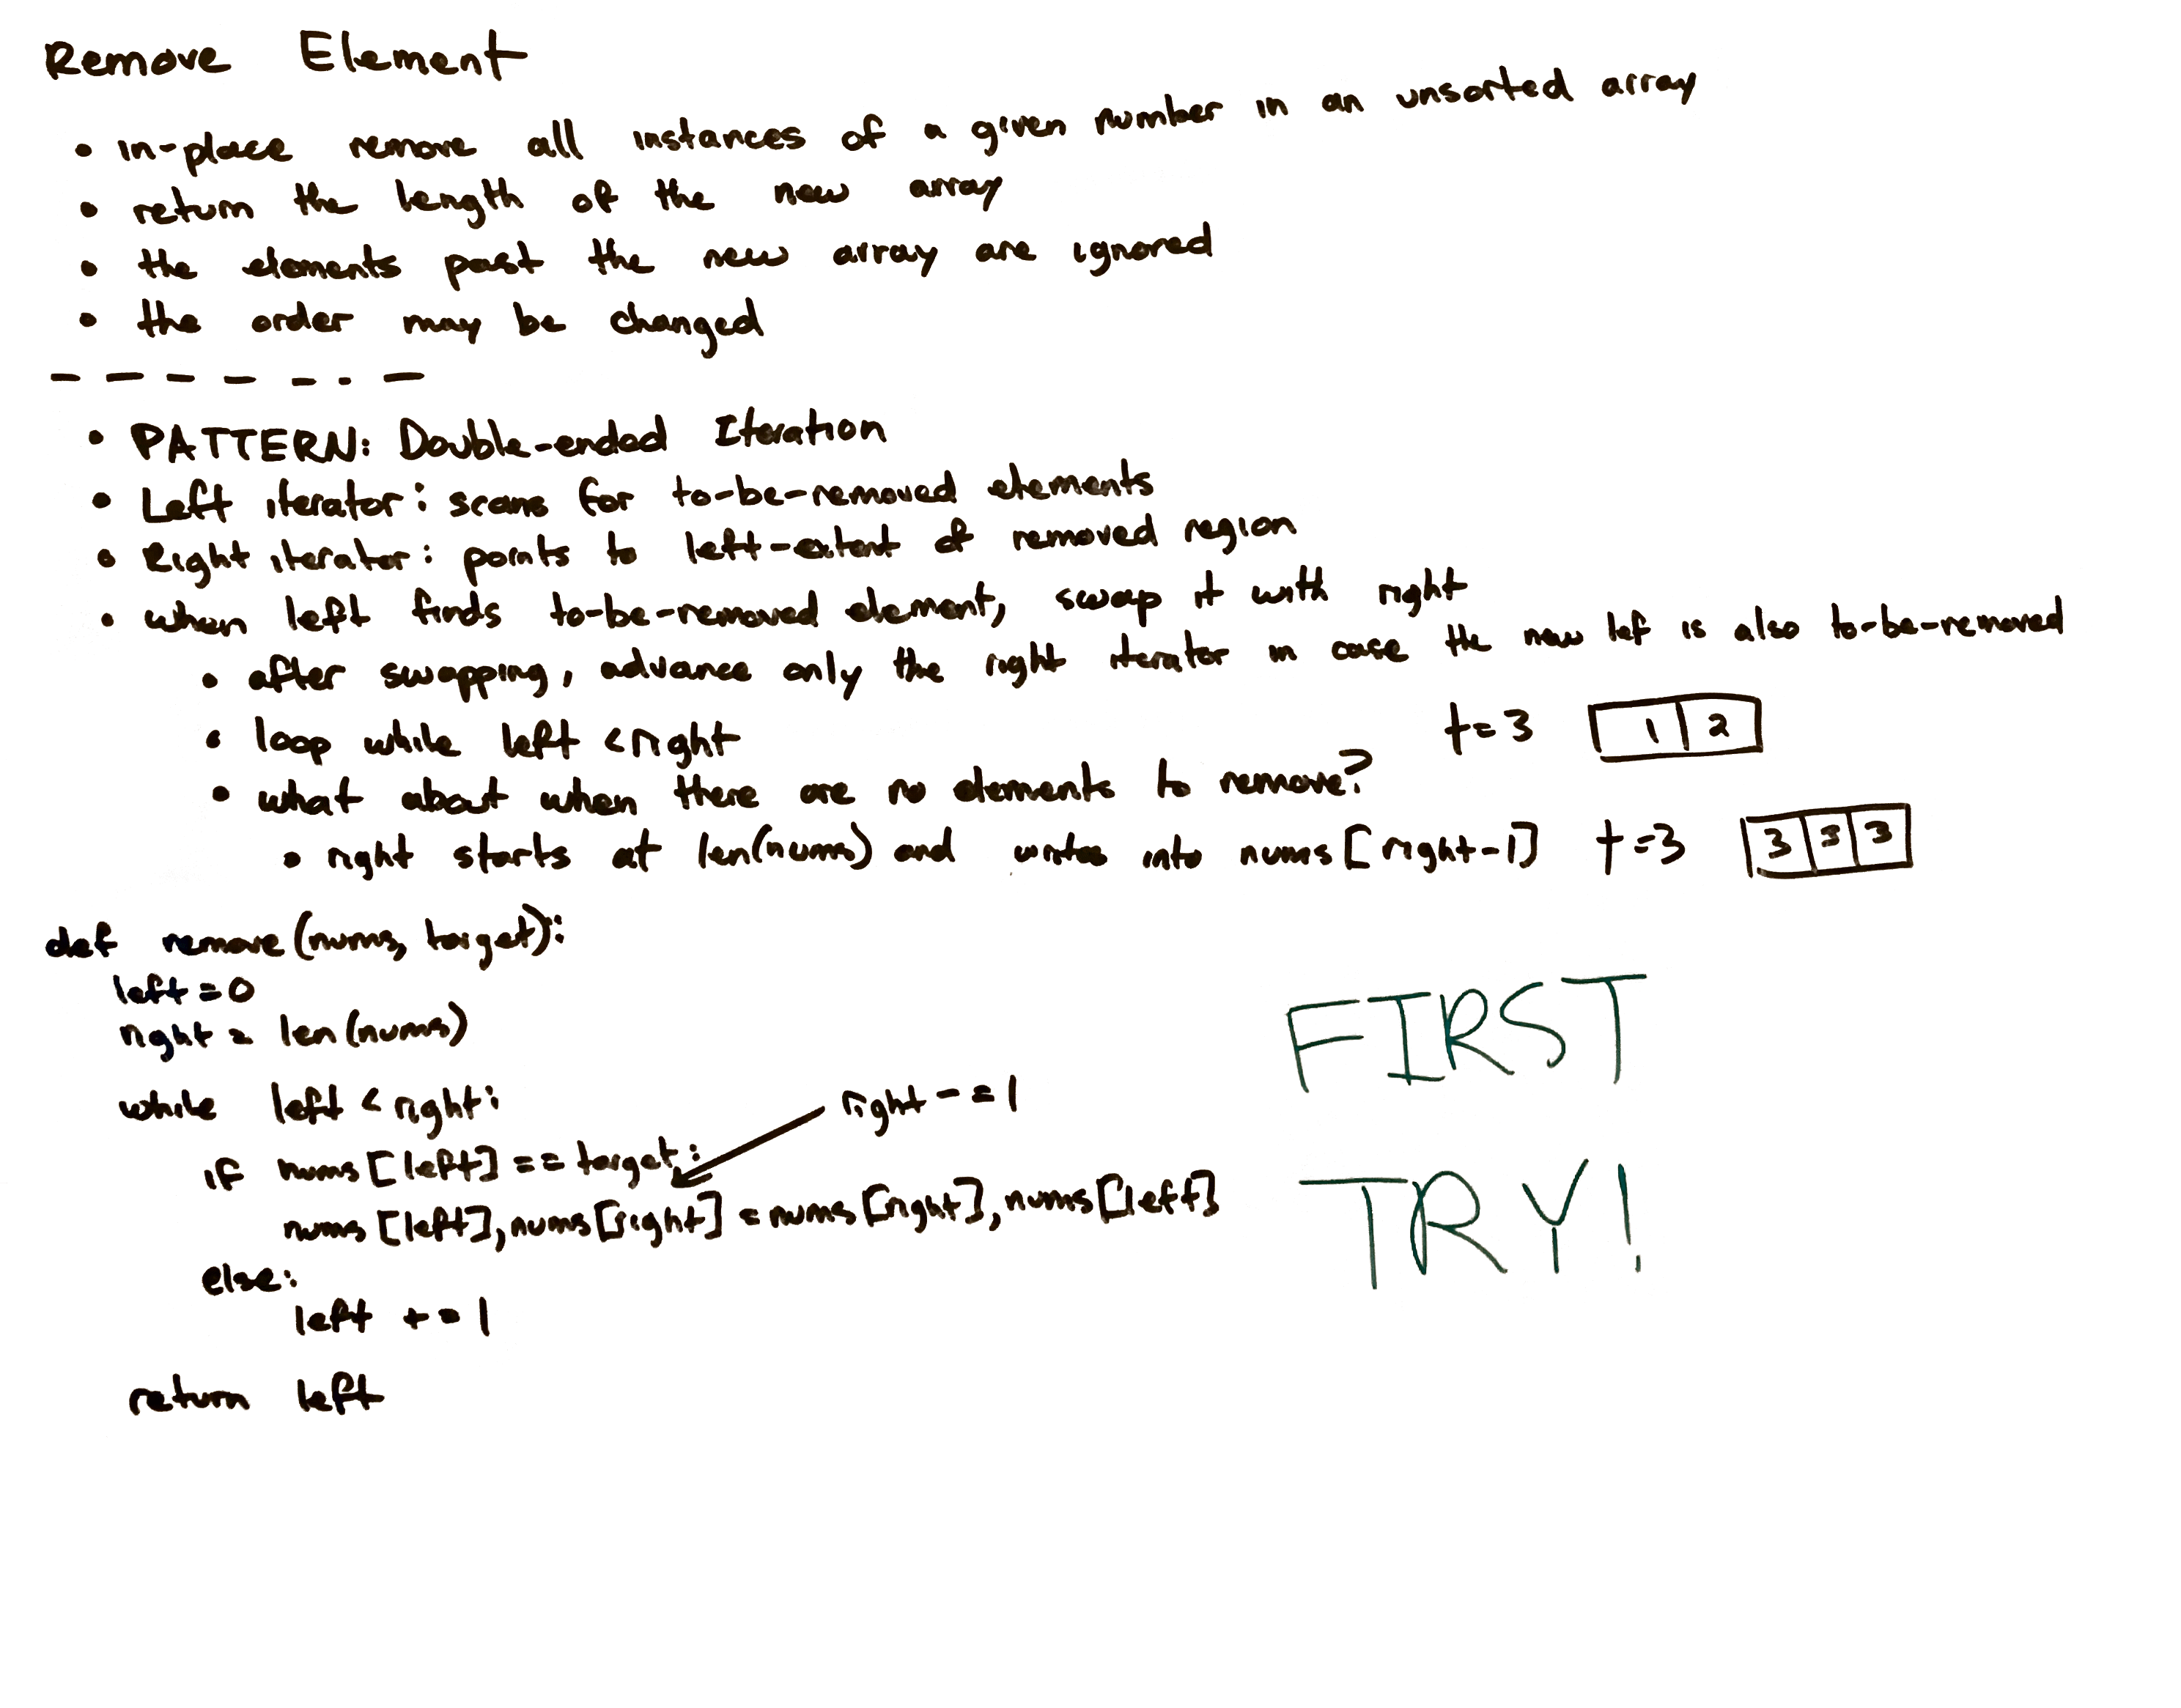 Remove Element
• in-place remove all instances of a given number in an unsorted array
• return the length of the new array
• the elements past the new array are ignored
• the order may be changed
- - - - - - -
• PATTERN: Double-ended Iteration
• Left iterator: scans for to-be-removed elements
• Right iterator: points to left-extent of removed region
• when left finds to-be-removed element, swap it with right
• after swapping, advance only the right iterator in case the new lef is also to-be-removed
• loop while left < right
t=3 1 2
• what about when there are no elements to remove?
• right starts at len(nums) and writes into nums[right-1]
t=3 3 3 3
def remove(nums, target):
left = 0
right = len(nums)
while left < right:
right -= 1
if nums[left] == target:
nums[left], nums[right] = nums[right], nums[left]
else:
left += 1
return left
FIRST
TRY!